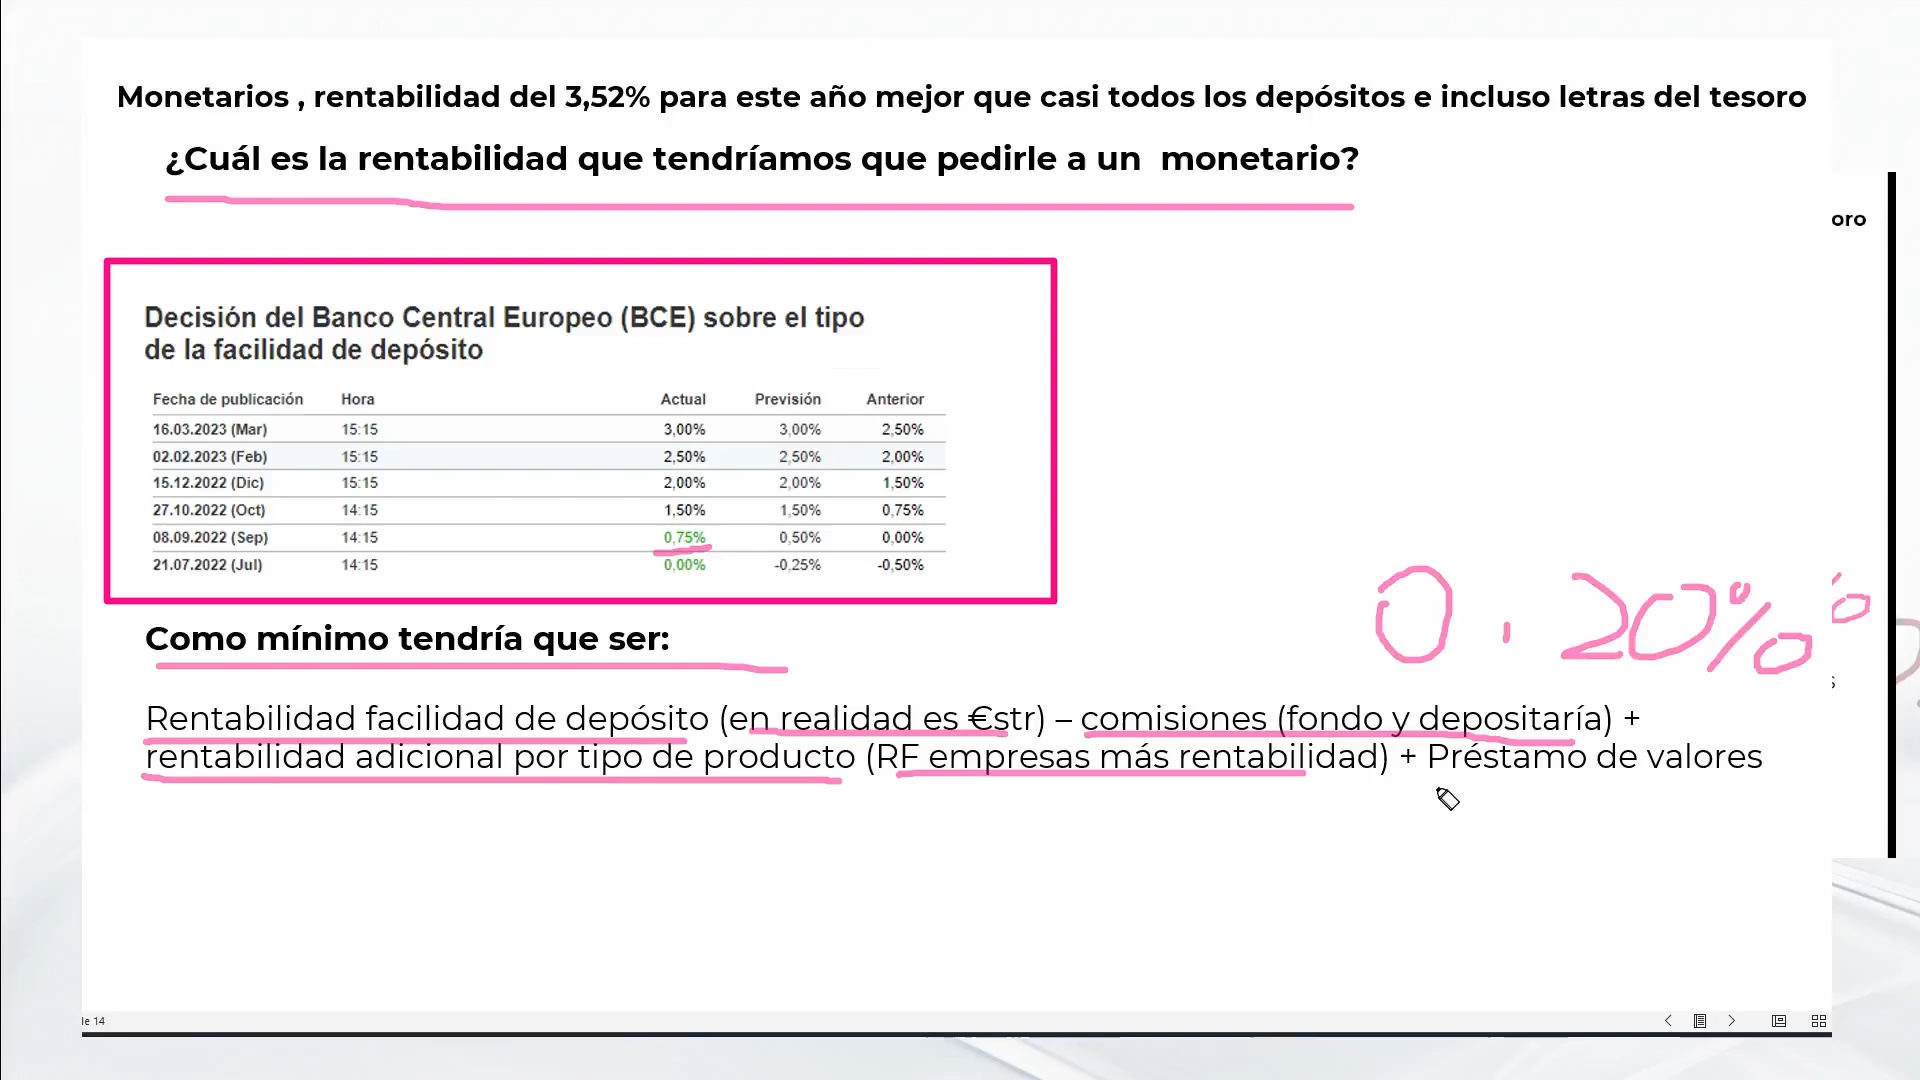 Monetarios , rentabilidad del 3,52% para este año mejor que casi todos los depósitos e incluso letras del tesoro
¿Cuál es la rentabilidad que tendríamos que pedirle a un monetario?
oro
Decisión del Banco Central Europeo (BCE) sobre el tipo
de la facilidad de depósito
Fecha de publicación Hora Actual Previsión Anterior
16.03.2023 (Mar) 15:15 3,00% 3,00% 2,50%
02.02.2023 (Feb) 15:15 2,50% 2,50% 2,00%
15.12.2022 (Dic) 15:15 2,00% 2,00% 1,50%
27.10.2022 (Oct) 14:15 1,50% 1,50% 0,75%
08.09.2022 (Sep) 14:15 0,75% 0,50% 0,00%
21.07.2022 (Jul) 14:15 0,00% -0,25% -0,50%
0.20%
Como mínimo tendría que ser:
Rentabilidad facilidad de depósito (en realidad es €str) – comisiones (fondo y depositaría) +
rentabilidad adicional por tipo de producto (RF empresas más rentabilidad) + Préstamo de valores
le 14